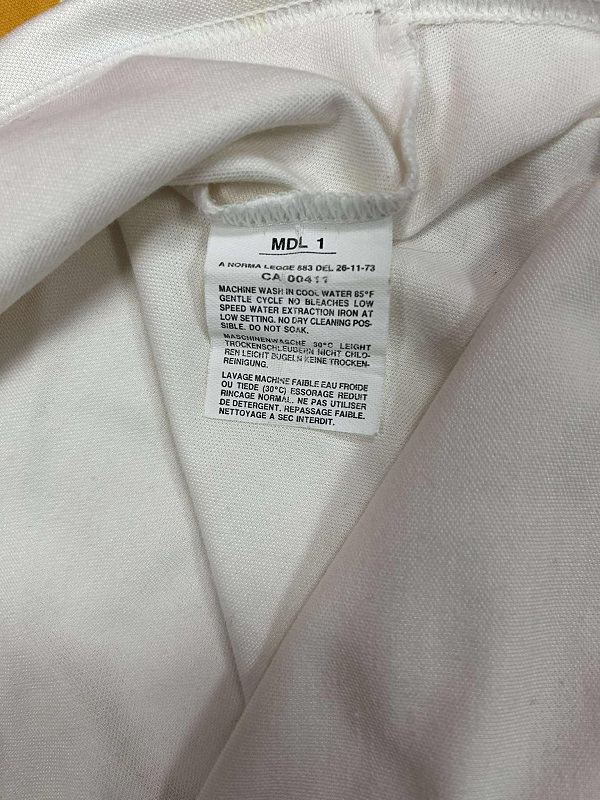 MDL 1
A NORMA LEGGE 883 DEL 26-11-73
CA 00411
MACHINE WASH IN COOL WATER 85°F
GENTLE CYCLE NO BLEACHES LOW
SPEED WATER EXTRACTION IRON AT
LOW SETTING. NO DRY CLEANING POS-
SIBLE. DO NOT SOAK.
MASCHINENWASCHE 30°C LEIGHT
TROCKENSCHLEUDERN NICHT CHLO-
REN LEICHT BUGELN KEINE TROCKEN-
REINIGUNG.
LAVAGE MACHINE FAIBLE EAU FROIDE
OU TIEDE (30°C) ESSORAGE REDUIT
RINCAGE NORMAL. NE PAS UTILISER
DE DETERGENT. REPASSAGE FAIBLE.
NETTOYAGE A SEC INTERDIT.